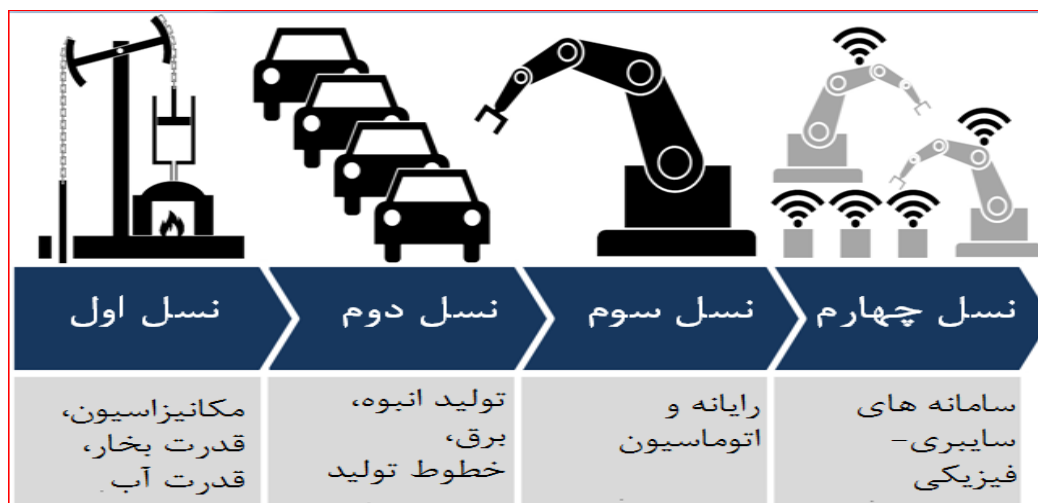 نسل اول
نسل دوم
نسل سوم
نسل چهارم
مکانیزاسیون،
قدرت بخار،
قدرت آب
تولید انبوه،
برق،
خطوط تولید
رایانه و
اتوماسیون
سامانه های
سایبری-
فیزیکی